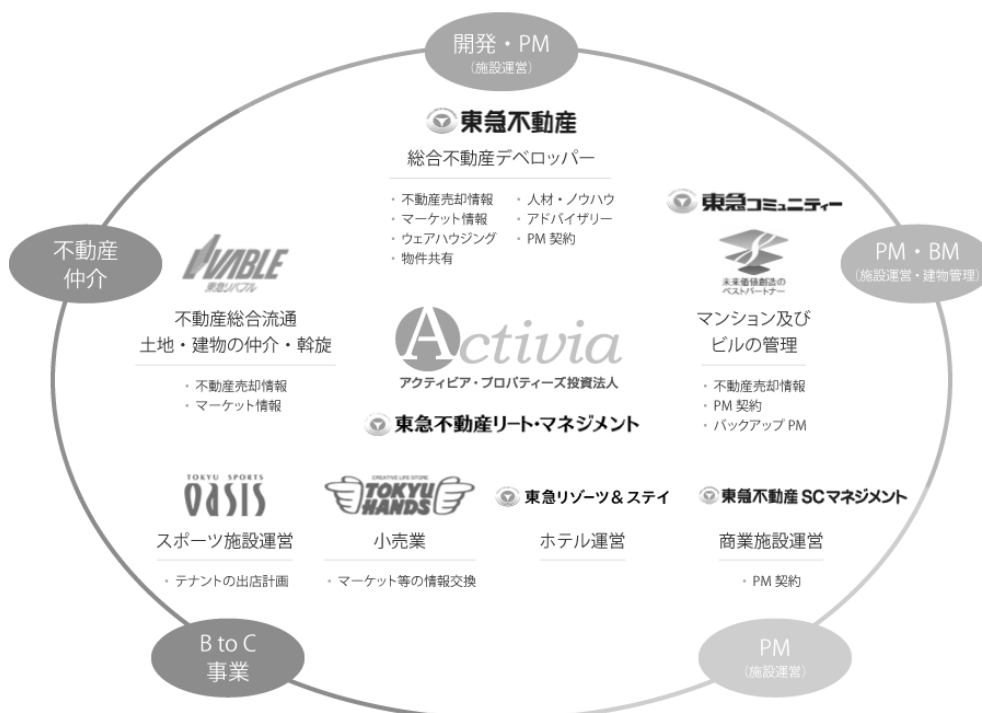 開発・PM
(施設運営)
東急不動産
総合不動産デベロッパー
・不動産売却情報
・マーケット情報
・ウェアハウジング
・物件共有
・人材・ノウハウ
・アドバイザリー
・PM 契約
不動産
仲介
LIVABLE
東急リバブル
不動産総合流通
土地・建物の仲介・斡旋
・不動産売却情報
・マーケット情報
Activia
アクティビア・プロパティーズ投資法人
東急不動産リート・マネジメント
東急コミュニティー
未来価値創造の
ベストパートナー
マンション及び
ビルの管理
・不動産売却情報
・PM 契約
・バックアップ PM
PM・BM
(施設運営・建物管理)
TOKYU SPORTS
OASIS
スポーツ施設運営
・テナントの出店計画
CREATIVE LIFE STORE
TOKYU
HANDS
小売業
・マーケット等の情報交換
東急リゾーツ&ステイ
ホテル運営
東急不動産 SCマネジメント
商業施設運営
・PM 契約
B to C
事業
PM
(施設運営)